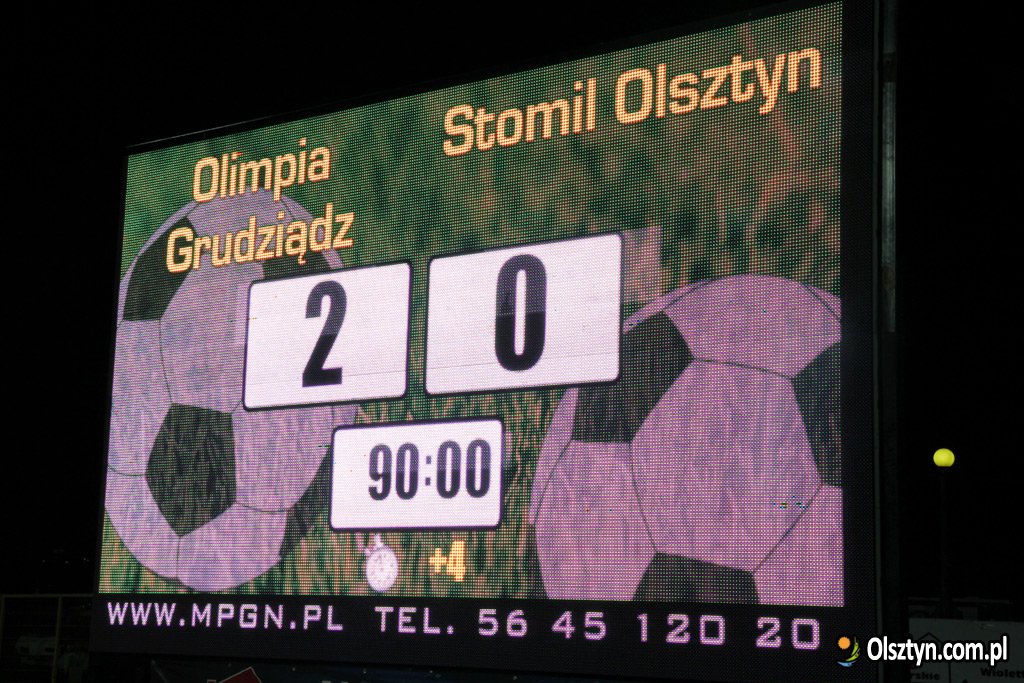 Olimpia
Grudziądz
Stomil Olsztyn
2 0
90:00
+4
WWW.MPGN.PL TEL. 56 45 120 20
Olsztyn.com.pl